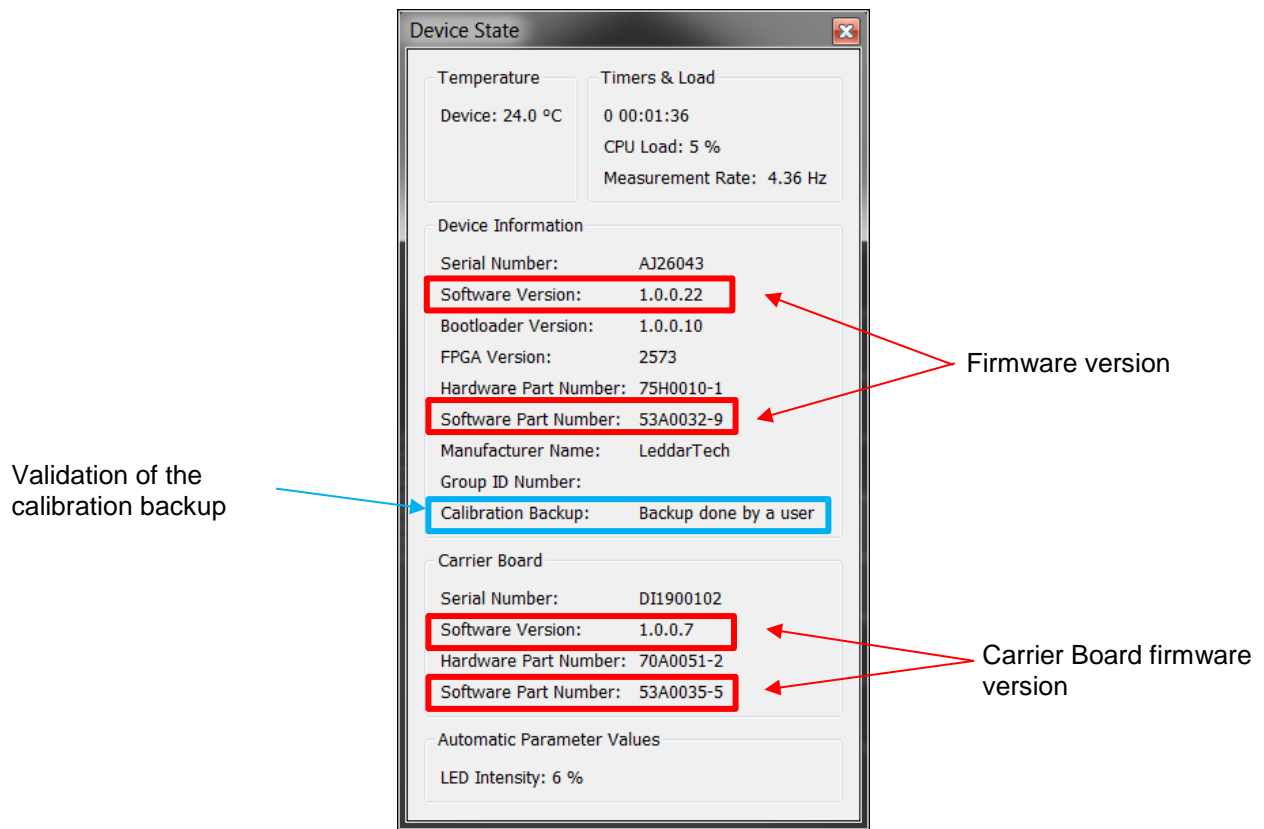 Device State
Temperature
Timers & Load
Device: 24.0 ºC
0 00:01:36
CPU Load: 5 %
Measurement Rate: 4.36 Hz
Device Information
Serial Number: AJ26043
Software Version: 1.0.0.22
Bootloader Version: 1.0.0.10
FPGA Version: 2573
Hardware Part Number: 75H0010-1
Software Part Number: 53A0032-9
Manufacturer Name: LeddarTech
Group ID Number:
Calibration Backup: Backup done by a user
Firmware version
Validation of the
calibration backup
Carrier Board
Serial Number: DI1900102
Software Version: 1.0.0.7
Hardware Part Number: 70A0051-2
Software Part Number: 53A0035-5
Carrier Board firmware
version
Automatic Parameter Values
LED Intensity: 6 %